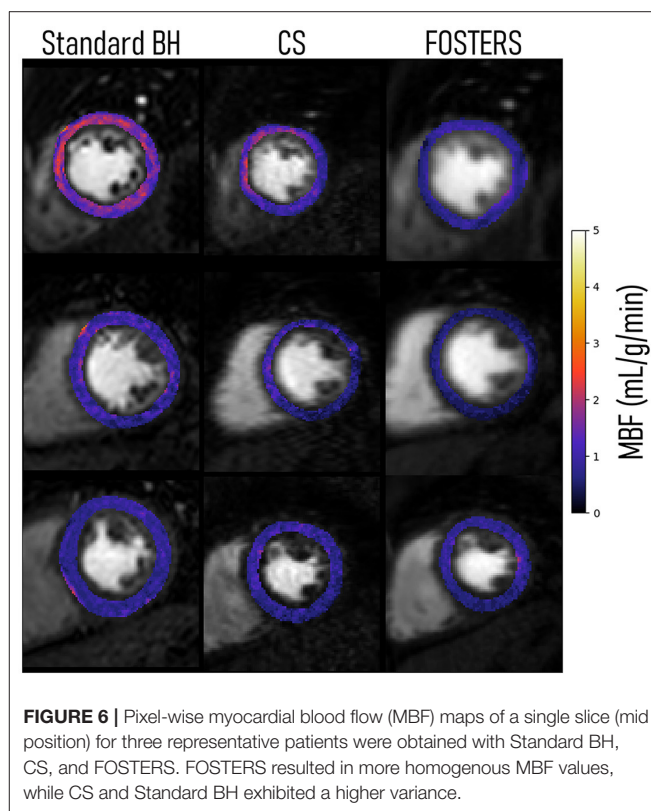 Standard BH CS FOSTERS
5
4
3
2
1
0
MBF (mL/g/min)
FIGURE 6 | Pixel-wise myocardial blood flow (MBF) maps of a single slice (mid
position) for three representative patients were obtained with Standard BH,
CS, and FOSTERS. FOSTERS resulted in more homogenous MBF values,
while CS and Standard BH exhibited a higher variance.